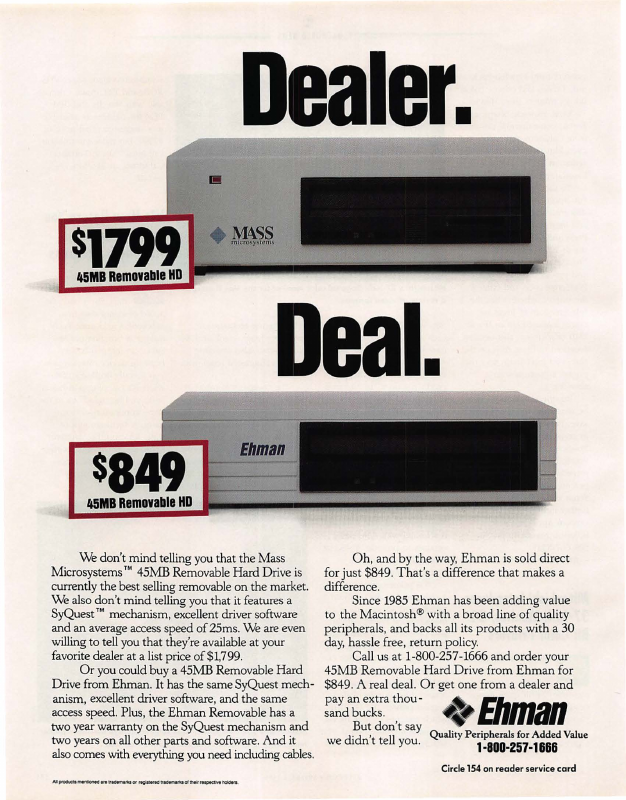 Dealer.
MASS
microsystems
$1799
45MB Removable HD
Deal.
Ehman
$849
45MB Removable HD
We don't mind telling you that the Mass
Microsystems™ 45MB Removable Hard Drive is
currently the best selling removable on the market.
We also don't mind telling you that it features a
SyQuest™ mechanism, excellent driver software
and an average access speed of 25ms. We are even
willing to tell you that they're available at your
favorite dealer at a list price of $1,799.
Or you could buy a 45MB Removable Hard
Drive from Ehman. It has the same SyQuest mech-
anism, excellent driver software, and the same
access speed. Plus, the Ehman Removable has a
two year warranty on the SyQuest mechanism and
two years on all other parts and software. And it
also comes with everything you need including cables.
Oh, and by the way, Ehman is sold direct
for just $849. That's a difference that makes a
difference.
Since 1985 Ehman has been adding value
to the Macintosh® with a broad line of quality
peripherals, and backs all its products with a 30
day, hassle free, return policy.
Call us at 1-800-257-1666 and order your
45MB Removable Hard Drive from Ehman for
$849. A real deal. Or get one from a dealer and
pay an extra thou-
sand bucks.
But don't say
we didn't tell you.
Ehman
Quality Peripherals for Added Value
1-800-257-1666
Circle 154 on reader service card
All products mentioned are trademarks or registered trademarks of their respective holders.